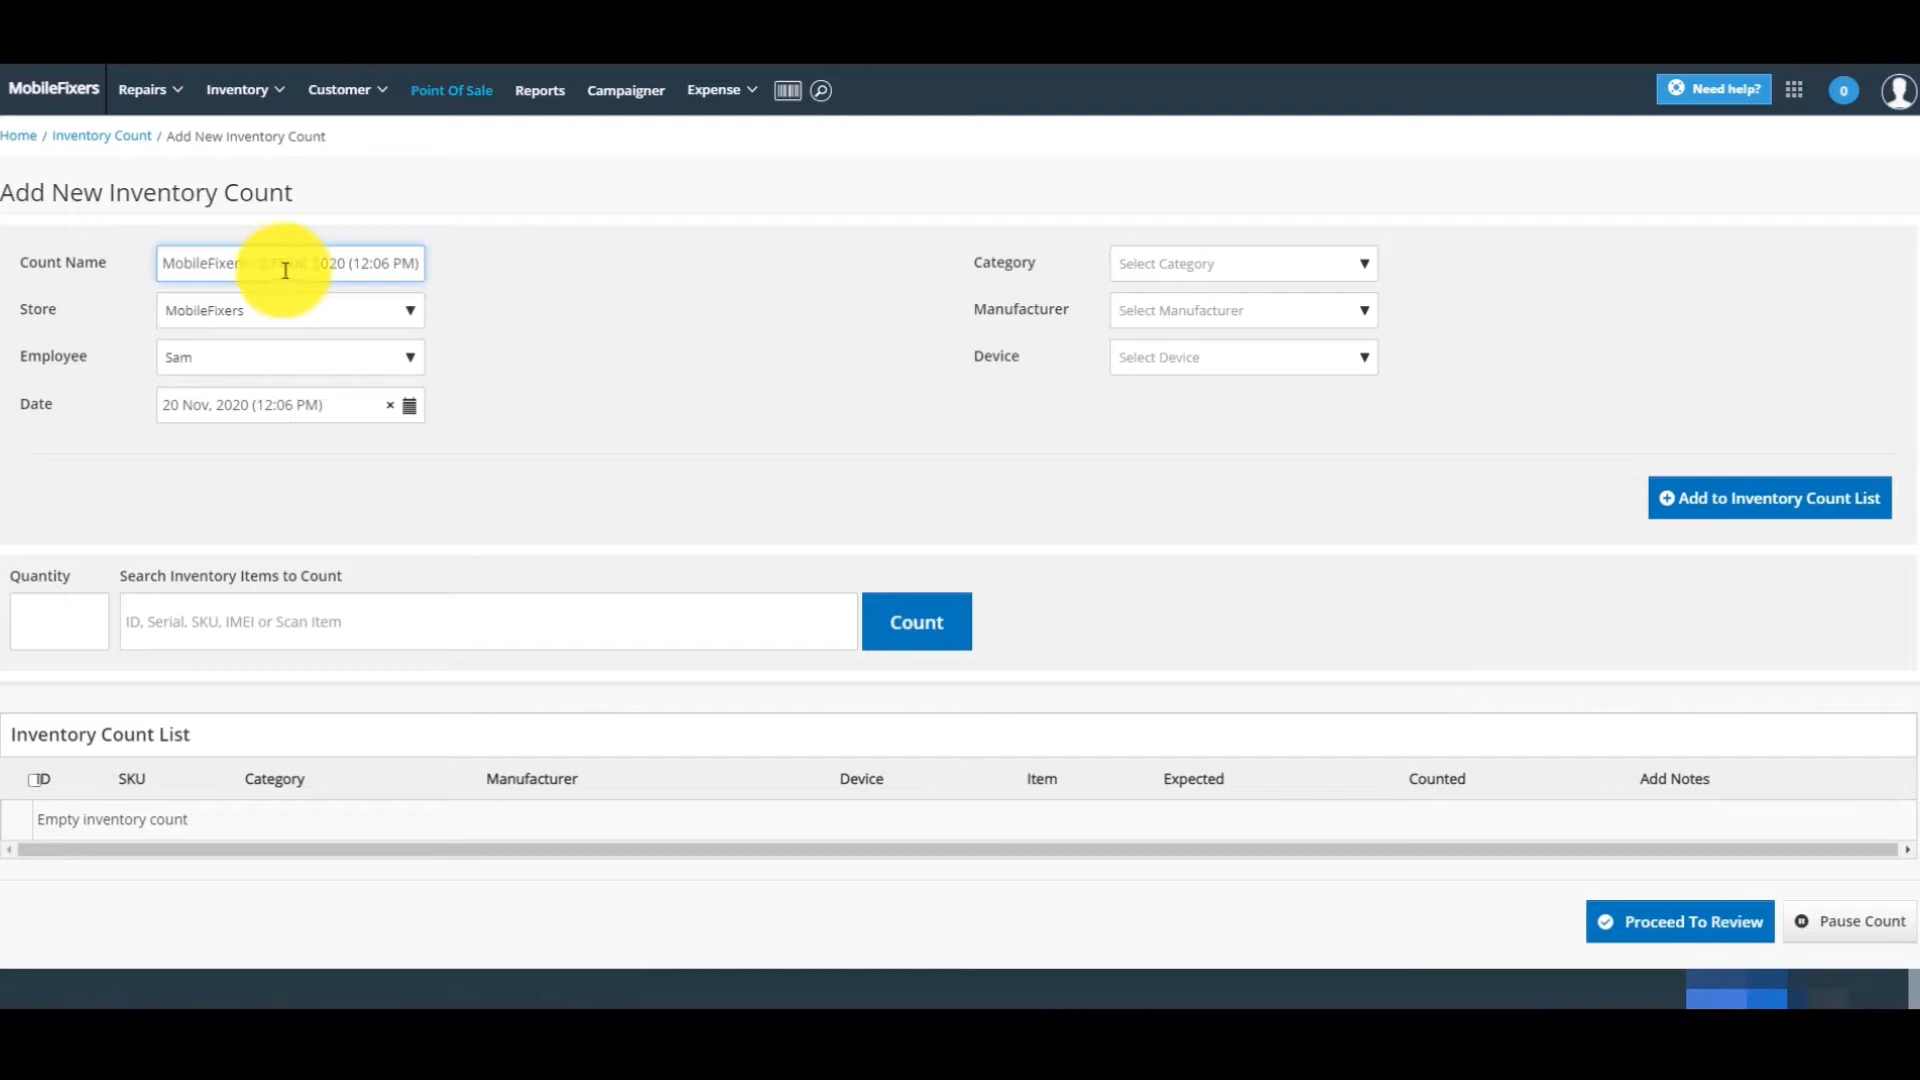 MobileFixers Repairs Inventory Customer Point Of Sale Reports Campaigner Expense Need help? 0
Home / Inventory Count / Add New Inventory Count
Add New Inventory Count
Count Name MobileFixers 2020 (12:06 PM) Category Select Category
Store MobileFixers Manufacturer Select Manufacturer
Employee Sam Device Select Device
Date 20 Nov, 2020 (12:06 PM) ×
Add to Inventory Count List
Quantity Search Inventory Items to Count
ID, Serial, SKU, IMEI or Scan Item Count
Inventory Count List
ID SKU Category Manufacturer Device Item Expected Counted Add Notes
Empty inventory count
Proceed To Review Pause Count